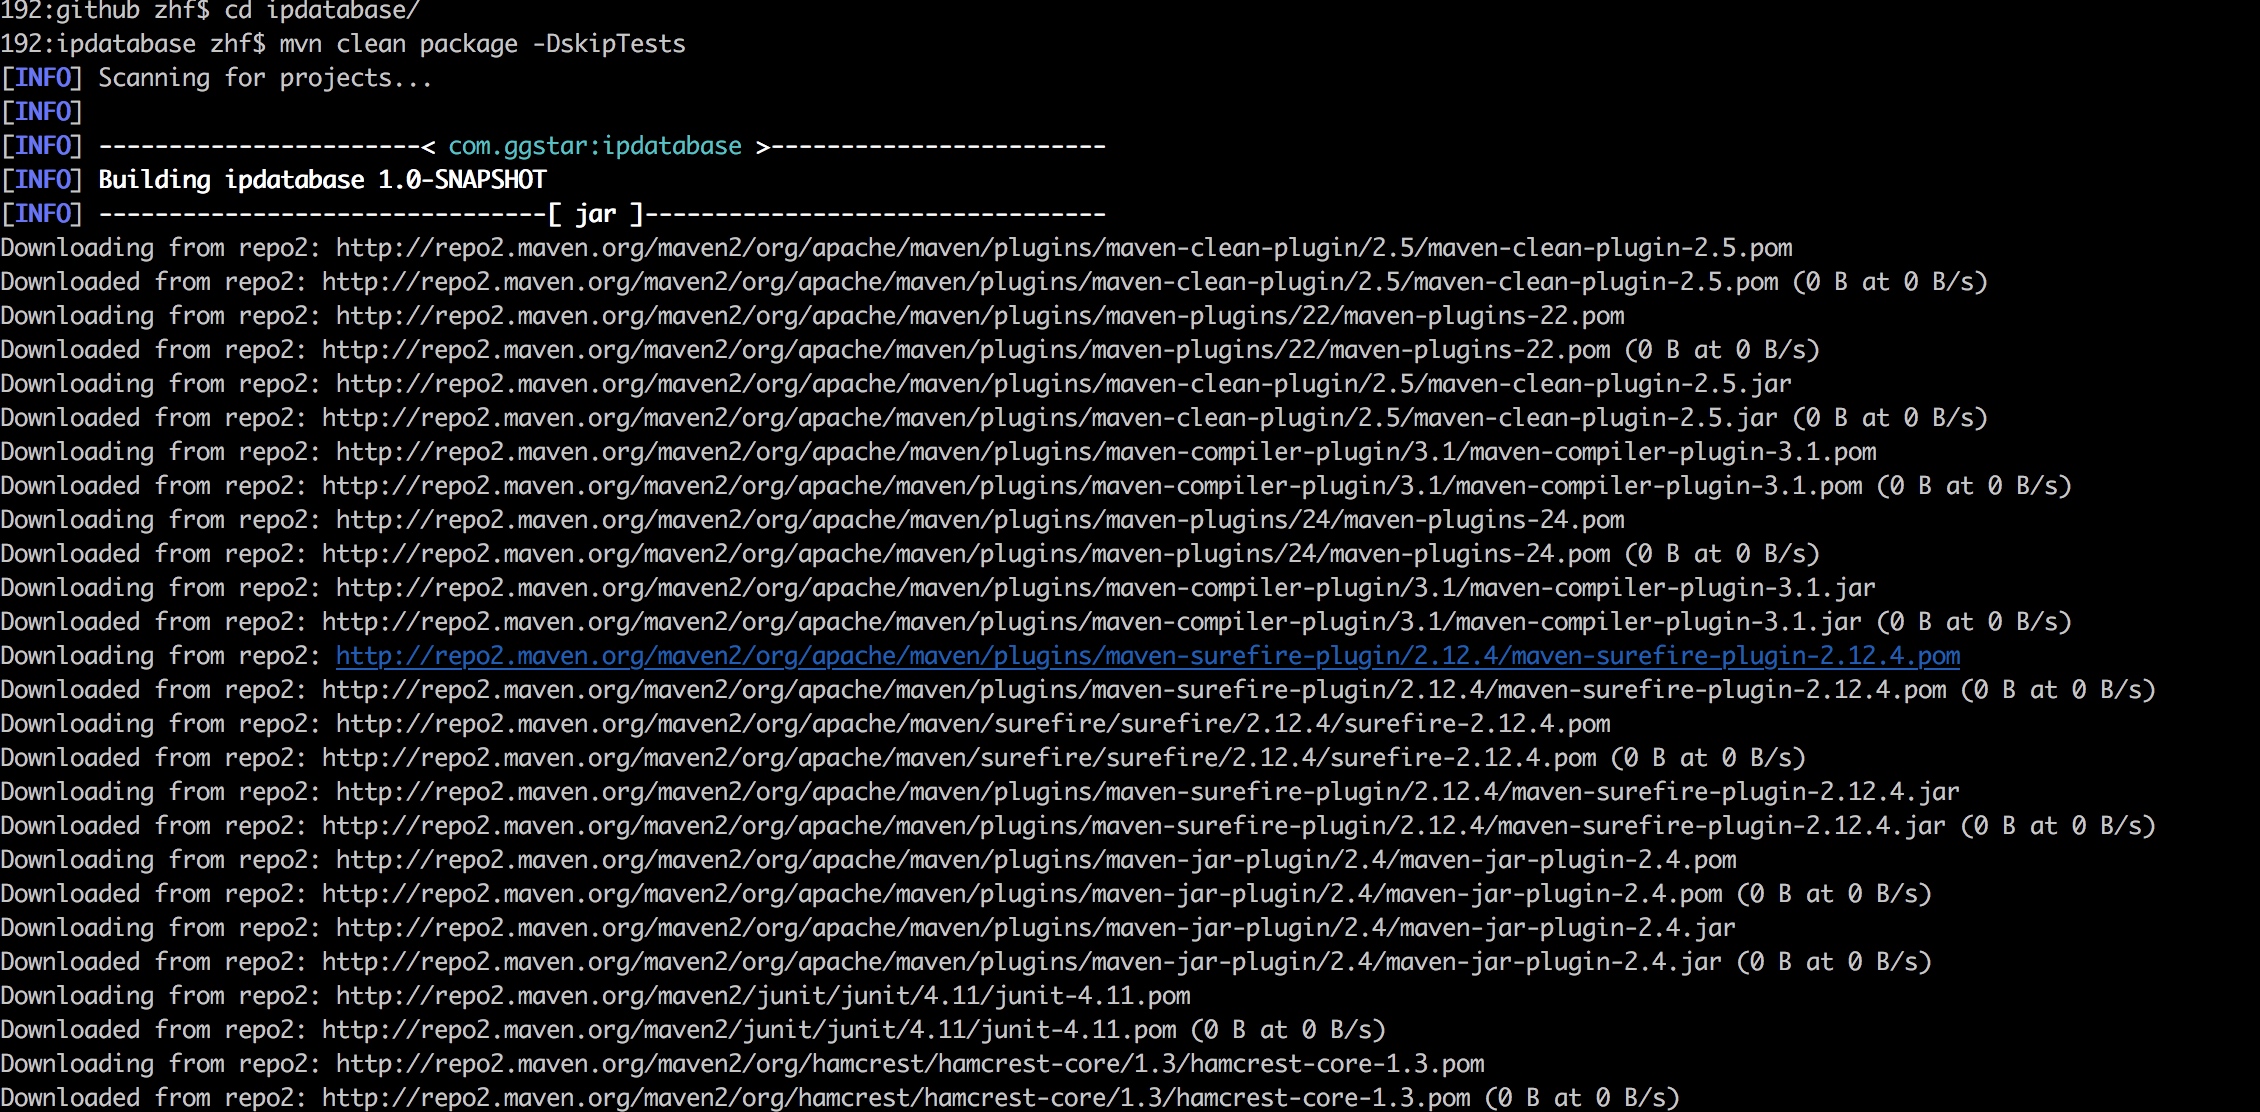 192:github zhf$ cd ipdatabase/
192:ipdatabase zhf$ mvn clean package -DskipTests
[INFO] Scanning for projects...
[INFO]
[INFO] -----------------------< com.ggstar:ipdatabase >------------------------
[INFO] Building ipdatabase 1.0-SNAPSHOT
[INFO] --------------------------------[ jar ]---------------------------------
Downloading from repo2: http://repo2.maven.org/maven2/org/apache/maven/plugins/maven-clean-plugin/2.5/maven-clean-plugin-2.5.pom
Downloaded from repo2: http://repo2.maven.org/maven2/org/apache/maven/plugins/maven-clean-plugin/2.5/maven-clean-plugin-2.5.pom (0 B at 0 B/s)
Downloading from repo2: http://repo2.maven.org/maven2/org/apache/maven/plugins/maven-plugins/22/maven-plugins-22.pom
Downloaded from repo2: http://repo2.maven.org/maven2/org/apache/maven/plugins/maven-plugins/22/maven-plugins-22.pom (0 B at 0 B/s)
Downloading from repo2: http://repo2.maven.org/maven2/org/apache/maven/plugins/maven-clean-plugin/2.5/maven-clean-plugin-2.5.jar
Downloaded from repo2: http://repo2.maven.org/maven2/org/apache/maven/plugins/maven-clean-plugin/2.5/maven-clean-plugin-2.5.jar (0 B at 0 B/s)
Downloading from repo2: http://repo2.maven.org/maven2/org/apache/maven/plugins/maven-compiler-plugin/3.1/maven-compiler-plugin-3.1.pom
Downloaded from repo2: http://repo2.maven.org/maven2/org/apache/maven/plugins/maven-compiler-plugin/3.1/maven-compiler-plugin-3.1.pom (0 B at 0 B/s)
Downloading from repo2: http://repo2.maven.org/maven2/org/apache/maven/plugins/maven-plugins/24/maven-plugins-24.pom
Downloaded from repo2: http://repo2.maven.org/maven2/org/apache/maven/plugins/maven-plugins/24/maven-plugins-24.pom (0 B at 0 B/s)
Downloading from repo2: http://repo2.maven.org/maven2/org/apache/maven/plugins/maven-compiler-plugin/3.1/maven-compiler-plugin-3.1.jar
Downloaded from repo2: http://repo2.maven.org/maven2/org/apache/maven/plugins/maven-compiler-plugin/3.1/maven-compiler-plugin-3.1.jar (0 B at 0 B/s)
Downloading from repo2: http://repo2.maven.org/maven2/org/apache/maven/plugins/maven-surefire-plugin/2.12.4/maven-surefire-plugin-2.12.4.pom
Downloaded from repo2: http://repo2.maven.org/maven2/org/apache/maven/plugins/maven-surefire-plugin/2.12.4/maven-surefire-plugin-2.12.4.pom (0 B at 0 B/s)
Downloading from repo2: http://repo2.maven.org/maven2/org/apache/maven/surefire/surefire/2.12.4/surefire-2.12.4.pom
Downloaded from repo2: http://repo2.maven.org/maven2/org/apache/maven/surefire/surefire/2.12.4/surefire-2.12.4.pom (0 B at 0 B/s)
Downloading from repo2: http://repo2.maven.org/maven2/org/apache/maven/plugins/maven-surefire-plugin/2.12.4/maven-surefire-plugin-2.12.4.jar
Downloaded from repo2: http://repo2.maven.org/maven2/org/apache/maven/plugins/maven-surefire-plugin/2.12.4/maven-surefire-plugin-2.12.4.jar (0 B at 0 B/s)
Downloading from repo2: http://repo2.maven.org/maven2/org/apache/maven/plugins/maven-jar-plugin/2.4/maven-jar-plugin-2.4.pom
Downloaded from repo2: http://repo2.maven.org/maven2/org/apache/maven/plugins/maven-jar-plugin/2.4/maven-jar-plugin-2.4.pom (0 B at 0 B/s)
Downloading from repo2: http://repo2.maven.org/maven2/org/apache/maven/plugins/maven-jar-plugin/2.4/maven-jar-plugin-2.4.jar
Downloaded from repo2: http://repo2.maven.org/maven2/org/apache/maven/plugins/maven-jar-plugin/2.4/maven-jar-plugin-2.4.jar (0 B at 0 B/s)
Downloading from repo2: http://repo2.maven.org/maven2/junit/junit/4.11/junit-4.11.pom
Downloaded from repo2: http://repo2.maven.org/maven2/junit/junit/4.11/junit-4.11.pom (0 B at 0 B/s)
Downloading from repo2: http://repo2.maven.org/maven2/org/hamcrest/hamcrest-core/1.3/hamcrest-core-1.3.pom
Downloaded from repo2: http://repo2.maven.org/maven2/org/hamcrest/hamcrest-core/1.3/hamcrest-core-1.3.pom (0 B at 0 B/s)